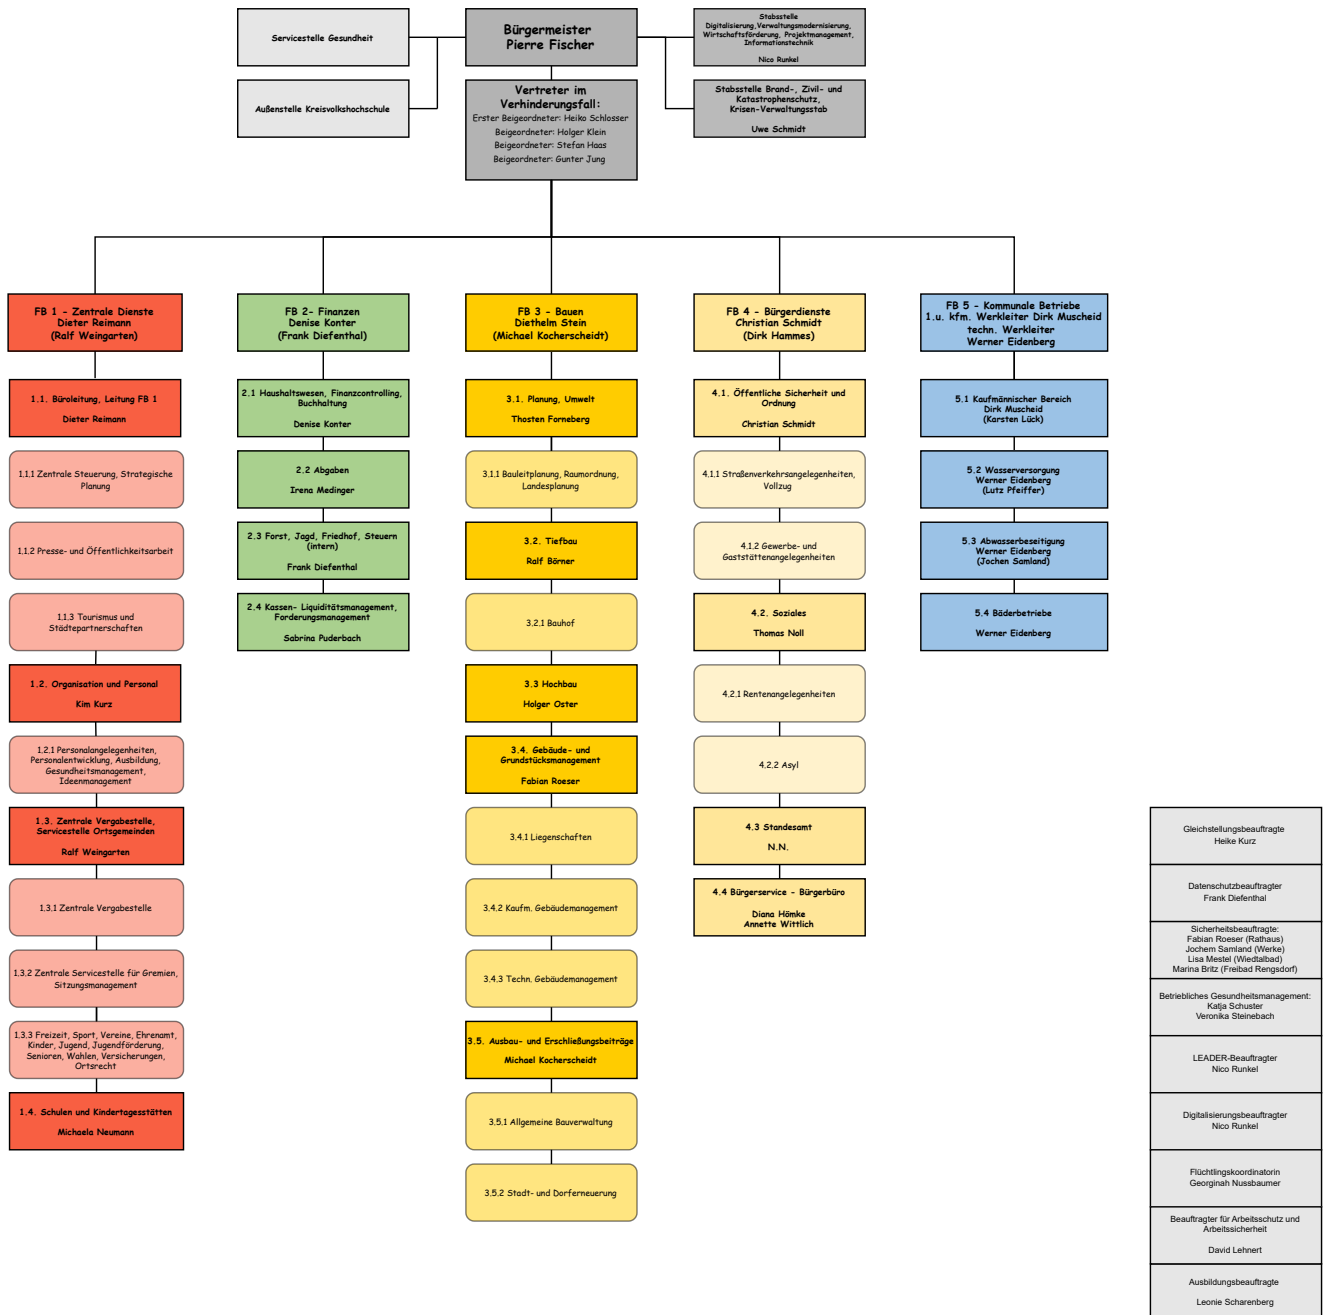 Servicestelle Gesundheit
Außenstelle Kreisvolkshochschule
Bürgermeister
Pierre Fischer
Vertreter im
Verhinderungsfall:
Erster Beigeordneter: Heiko Schlosser
Beigeordneter: Holger Klein
Beigeordneter: Stefan Haas
Beigeordneter: Gunter Jung
Stabsstelle
Digitalisierung,Verwaltungsmodernisierung,
Wirtschaftsförderung, Projektmanagement,
Informationstechnik
Nico Runkel
Stabsstelle Brand-, Zivil- und
Katastrophenschutz,
Krisen-Verwaltungsstab
Uwe Schmidt
FB 1 - Zentrale Dienste
Dieter Reimann
(Ralf Weingarten)
1.1. Büroleitung, Leitung FB 1
Dieter Reimann
1.1.1 Zentrale Steuerung, Strategische
Planung
1.1.2 Presse- und Öffentlichkeitsarbeit
1.1.3 Tourismus und
Städtepartnerschaften
1.2. Organisation und Personal
Kim Kurz
1.2.1 Personalangelegenheiten,
Personalentwicklung, Ausbildung,
Gesundheitsmanagement,
Ideenmanagement
1.3. Zentrale Vergabestelle,
Servicestelle Ortsgemeinden
Ralf Weingarten
1.3.1 Zentrale Vergabestelle
1.3.2 Zentrale Servicestelle für Gremien,
Sitzungsmanagement
1.3.3 Freizeit, Sport, Vereine, Ehrenamt,
Kinder, Jugend, Jugendförderung,
Senioren, Wahlen, Versicherungen,
Ortsrecht
1.4. Schulen und Kindertagesstätten
Michaela Neumann
FB 2- Finanzen
Denise Konter
(Frank Diefenthal)
2.1 Haushaltswesen, Finanzcontrolling,
Buchhaltung
Denise Konter
2.2 Abgaben
Irena Medinger
2.3 Forst, Jagd, Friedhof, Steuern
(intern)
Frank Diefenthal
2.4 Kassen- Liquiditätsmanagement,
Forderungsmanagement
Sabrina Puderbach
FB 3 - Bauen
Diethelm Stein
(Michael Kocherscheidt)
3.1. Planung, Umwelt
Thosten Forneberg
3.1.1 Bauleitplanung, Raumordnung,
Landesplanung
3.2. Tiefbau
Ralf Börner
3.2.1 Bauhof
3.3 Hochbau
Holger Oster
3.4. Gebäude- und
Grundstücksmanagement
Fabian Roeser
3.4.1 Liegenschaften
3.4.2 Kaufm. Gebäudemanagement
3.4.3 Techn. Gebäudemanagement
3.5. Ausbau- und Erschließungsbeiträge
Michael Kocherscheidt
3.5.1 Allgemeine Bauverwaltung
3.5.2 Stadt- und Dorferneuerung
FB 4 - Bürgerdienste
Christian Schmidt
(Dirk Hammes)
4.1. Öffentliche Sicherheit und
Ordnung
Christian Schmidt
4.1.1 Straßenverkehrsangelegenheiten,
Vollzug
4.1.2 Gewerbe- und
Gaststättenangelegenheiten
4.2. Soziales
Thomas Noll
4.2.1 Rentenangelegenheiten
4.2.2 Asyl
4.3 Standesamt
N.N.
4.4 Bürgerservice - Bürgerbüro
Diana Hömke
Annette Wittlich
FB 5 - Kommunale Betriebe
1.u. kfm. Werkleiter Dirk Muscheid
techn. Werkleiter
Werner Eidenberg
5.1 Kaufmännischer Bereich
Dirk Muscheid
(Karsten Lück)
5.2 Wasserversorgung
Werner Eidenberg
(Lutz Pfeiffer)
5.3 Abwasserbeseitigung
Werner Eidenberg
(Jochen Samland)
5.4 Bäderbetriebe
Werner Eidenberg
Gleichstellungsbeauftragte
Heike Kurz
Datenschutzbeauftragter
Frank Diefenthal
Sicherheitsbeauftragte:
Fabian Roeser (Rathaus)
Jochem Samland (Werke)
Lisa Mestel (Wiedtalbad)
Marina Britz (Freibad Rengsdorf)
Betriebliches Gesundheitsmanagement:
Katja Schuster
Veronika Steinebach
LEADER-Beauftragter
Nico Runkel
Digitalisierungsbeauftragter
Nico Runkel
Flüchtlingskoordinatorin
Georginah Nussbaumer
Beauftragter für Arbeitsschutz und
Arbeitssicherheit
David Lehnert
Ausbildungsbeauftragte
Leonie Scharenberg